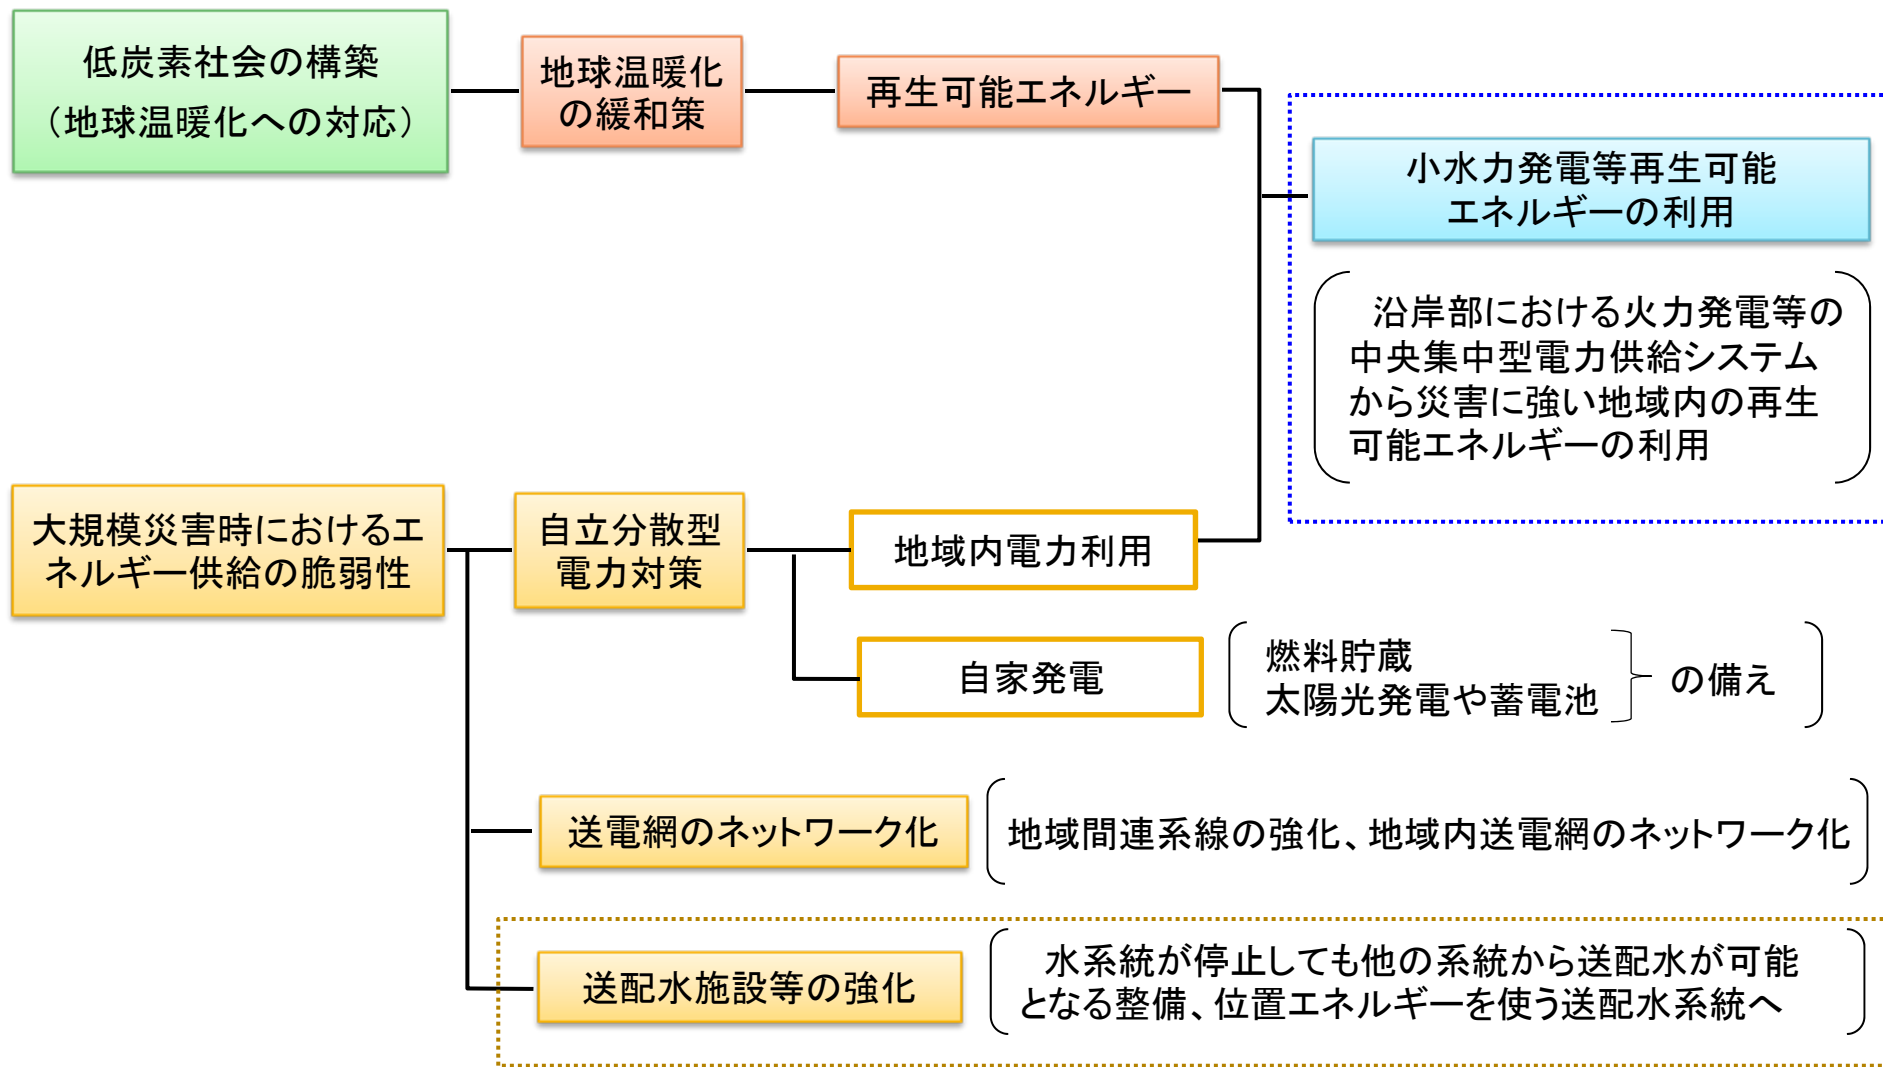 低炭素社会の構築
（地球温暖化への対応）
地球温暖化
の緩和策
再生可能エネルギー
小水力発電等再生可能
エネルギーの利用
沿岸部における火力発電等の
中央集中型電力供給システム
から災害に強い地域内の再生
可能エネルギーの利用
大規模災害時におけるエ
ネルギー供給の脆弱性
自立分散型
電力対策
地域内電力利用
自家発電
燃料貯蔵
太陽光発電や蓄電池
の備え
送電網のネットワーク化
地域間連系線の強化、地域内送電網のネットワーク化
送配水施設等の強化
水系統が停止しても他の系統から送配水が可能
となる整備、位置エネルギーを使う送配水系統へ